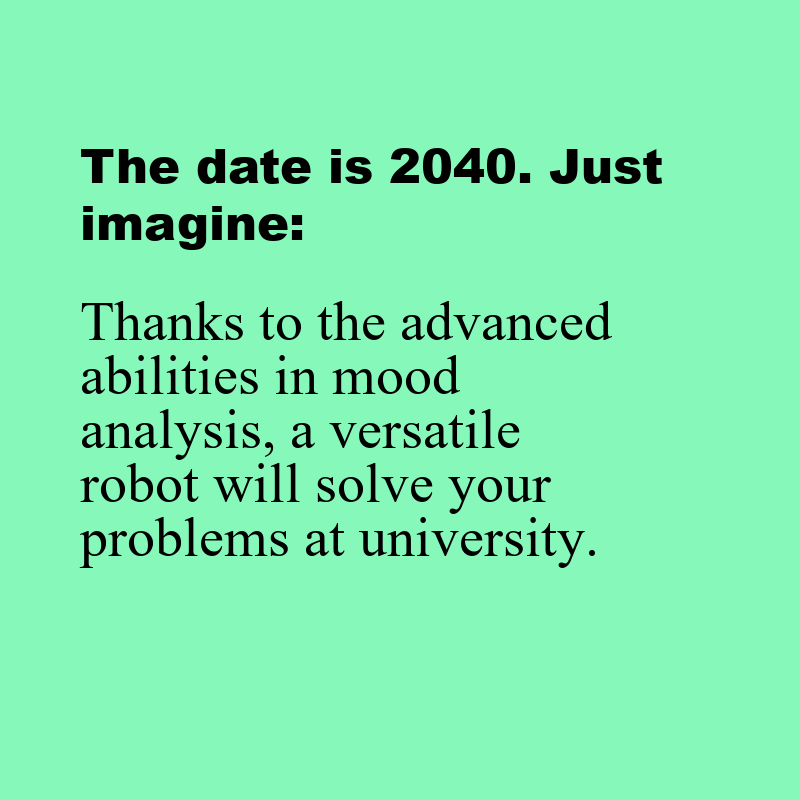 The date is 2040. Just
imagine:
Thanks to the advanced
abilities in mood
analysis, a versatile
robot will solve your
problems at university.